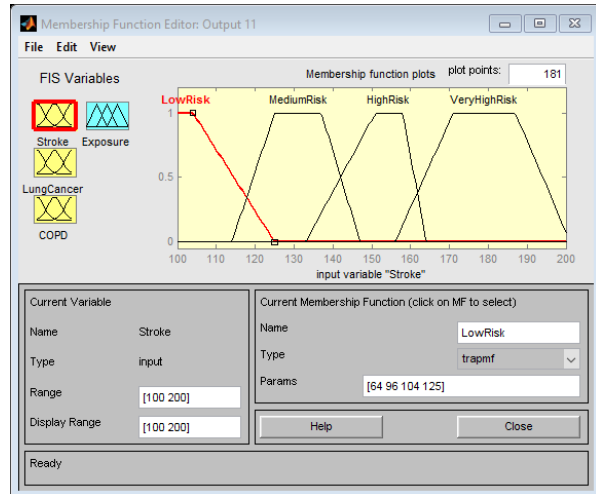 Membership Function Editor: Output 11
File Edit View
FIS Variables
Membership function plots plot points: 181
LowRisk MediumRisk HighRisk VeryHighRisk
1
0.5
0
100 110 120 130 140 150 160 170 180 190 200
input variable "Stroke"
Stroke Exposure
LungCancer
COPD
Current Variable
Name Stroke
Type input
Range [100 200]
Display Range [100 200]
Current Membership Function (click on MF to select)
Name LowRisk
Type trapmf
Params [64 96 104 125]
Help Close
Ready